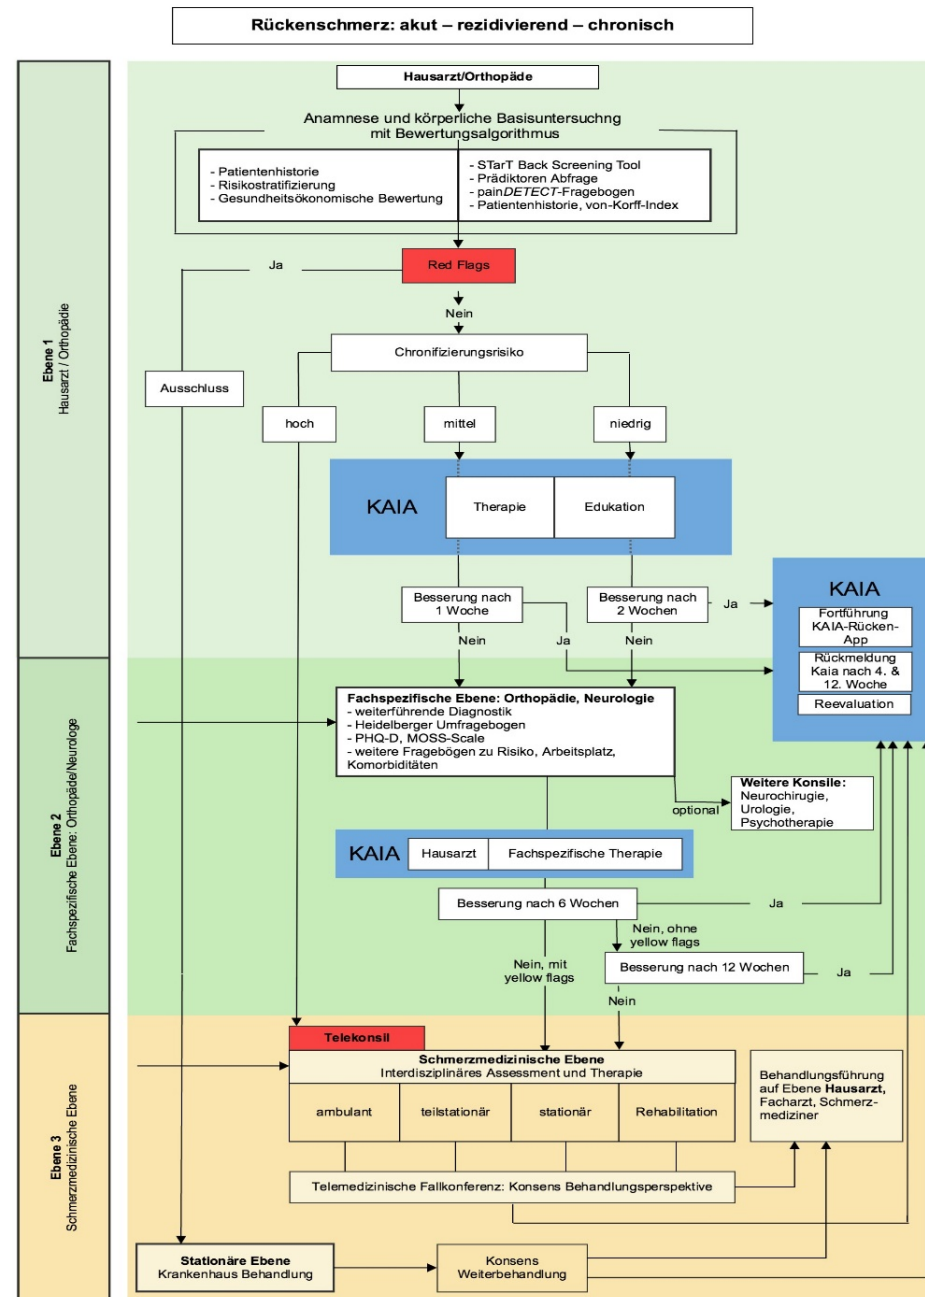 Rückenschmerz: akut – rezidivierend – chronisch
Ebene 1
Hausarzt / Orthopädie
Hausarzt/Orthopäde
Anamnese und körperliche Basisuntersuchng
mit Bewertungsalgorithmus
- Patientenhistorie
- Risikostratifizierung
- Gesundheitsökonomische Bewertung
- STarT Back Screening Tool
- Prädiktoren Abfrage
- painDETECT-Fragebogen
- Patientenhistorie, von-Korff-Index
Ja
Red Flags
Nein
Chronifizierungsrisiko
Ausschluss
hoch
mittel
niedrig
KAIA
Therapie
Edukation
Besserung nach
1 Woche
Besserung nach
2 Wochen
Ja
Nein
Ja
Nein
KAIA
Fortführung
KAIA-Rücken-
App
Rückmeldung
Kaia nach 4. &
12. Woche
Reevaluation
Ebene 2
Fachspezifische Ebene: Orthopäde/Neurologe
Fachspezifische Ebene: Orthopädie, Neurologie
- weiterführende Diagnostik
- Heidelberger Umfragebogen
- PHQ-D, MOSS-Scale
- weitere Fragebögen zu Risiko, Arbeitsplatz,
Komorbiditäten
optional
Weitere Konsile:
Neurochirugie,
Urologie,
Psychotherapie
KAIA
Hausarzt
Fachspezifische Therapie
Besserung nach 6 Wochen
Ja
Nein, ohne
yellow flags
Nein, mit
yellow flags
Besserung nach 12 Wochen
Ja
Nein
Ebene 3
Schmerzmedizinische Ebene
Telekonsil
Schmerzmedizinische Ebene
Interdisziplinäres Assessment und Therapie
ambulant
teilstationär
stationär
Rehabilitation
Behandlungsführung
auf Ebene Hausarzt,
Facharzt, Schmerz-
mediziner
Telemedizinische Fallkonferenz: Konsens Behandlungsperspektive
Stationäre Ebene
Krankenhaus Behandlung
Konsens
Weiterbehandlung